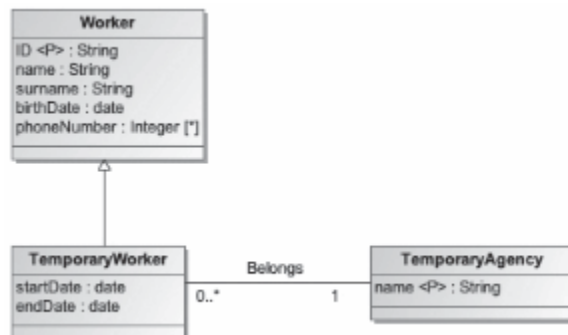 Worker
ID <P> : String
name : String
surname : String
birthDate : date
phoneNumber : Integer [*]
TemporaryWorker
startDate : date
endDate : date
Belongs
0..*
1
TemporaryAgency
name <P> : String